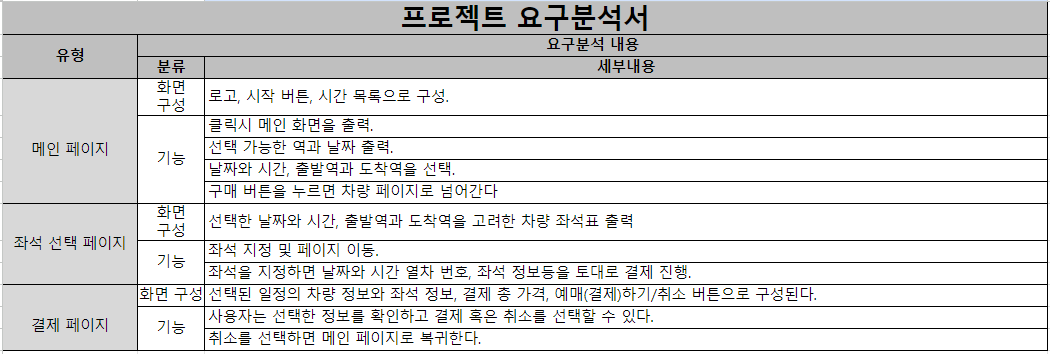 프로젝트 요구분석서
유형
요구분석 내용
분류
세부내용
메인 페이지
화면
구성
로고, 시작 버튼, 시간 목록으로 구성.
기능
클릭시 메인 화면을 출력.
선택 가능한 역과 날짜 출력.
날짜와 시간, 출발역과 도착역을 선택.
구매 버튼을 누르면 차량 페이지로 넘어간다
좌석 선택 페이지
화면
구성
선택한 날짜와 시간, 출발역과 도착역을 고려한 차량 좌석표 출력
기능
좌석 지정 및 페이지 이동.
좌석을 지정하면 날짜와 시간 열차 번호, 좌석 정보등을 토대로 결제 진행.
결제 페이지
화면 구성
선택된 일정의 차량 정보와 좌석 정보, 결제 총 가격, 예매(결제)하기/취소 버튼으로 구성된다.
기능
사용자는 선택한 정보를 확인하고 결제 혹은 취소를 선택할 수 있다.
취소를 선택하면 메인 페이지로 복귀한다.